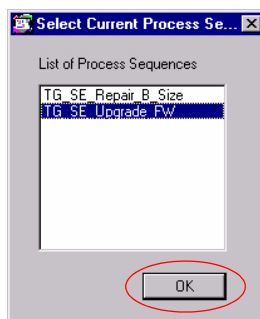 Select Current Process Se...
List of Process Sequences
TG_SE_Repair_B_Size
TG_SE_Upgrade_FW
OK